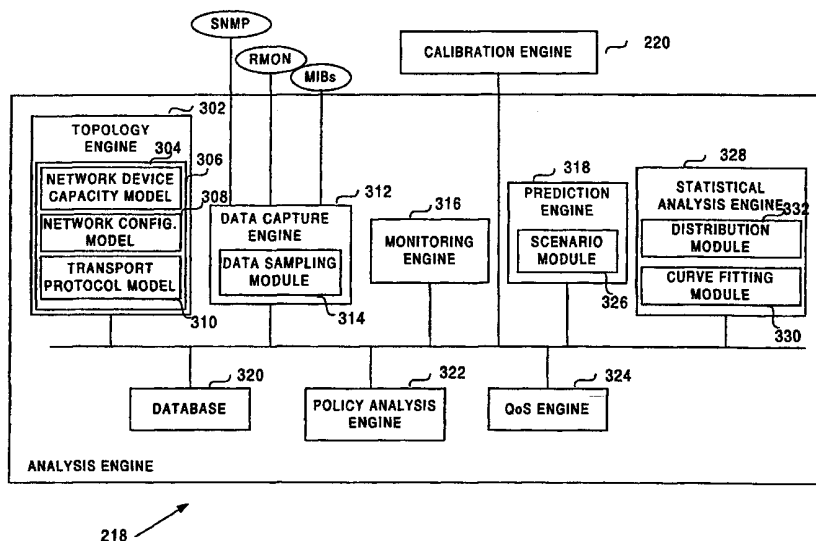 SNMP
RMON
MIBs
CALIBRATION ENGINE
220
302
TOPOLOGY
ENGINE
304
306
NETWORK DEVICE
CAPACITY MODEL
308
NETWORK CONFIG.
MODEL
TRANSPORT
PROTOCOL MODEL
310
312
DATA CAPTURE
ENGINE
DATA SAMPLING
MODULE
314
316
MONITORING
ENGINE
318
PREDICTION
ENGINE
SCENARIO
MODULE
326
328
STATISTICAL
ANALYSIS ENGINE
332
DISTRIBUTION
MODULE
CURVE FITTING
MODULE
330
320
DATABASE
322
POLICY ANALYSIS
ENGINE
324
QoS ENGINE
ANALYSIS ENGINE
218